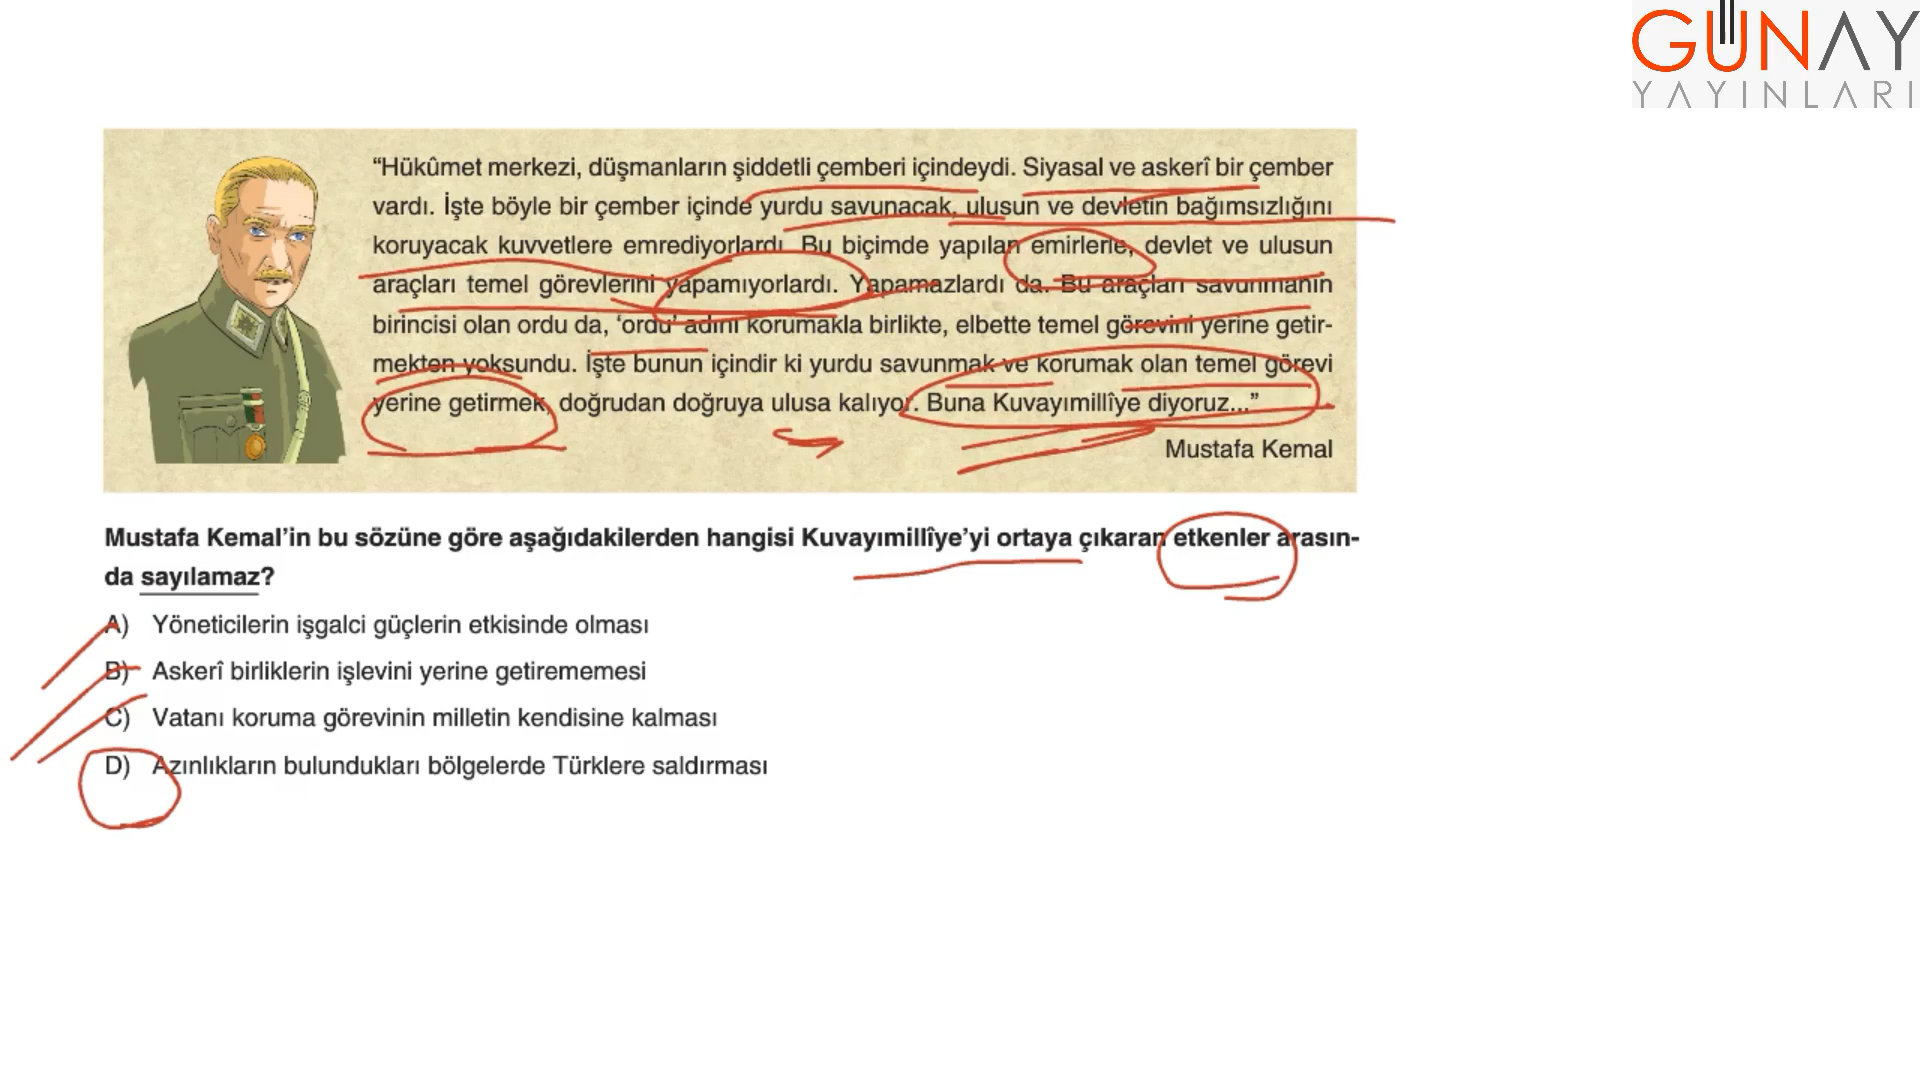 GÜNAY
YAYINLARI
“Hükûmet merkezi, düşmanların şiddetli çemberi içindeydi. Siyasal ve askerî bir çember
vardı. İşte böyle bir çember içinde yurdu savunacak, ulusun ve devletin bağımsızlığını
koruyacak kuvvetlere emrediyorlardı. Bu biçimde yapılan emirlerle, devlet ve ulusun
araçları temel görevlerini yapamıyorlardı. Yapamazlardı da. Bu araçları savunmanın
birincisi olan ordu da, ‘ordu’ adını korumakla birlikte, elbette temel görevini yerine getir-
mekten yoksundu. İşte bunun içindir ki yurdu savunmak ve korumak olan temel görevi
yerine getirmek, doğrudan doğruya ulusa kalıyor. Buna Kuvayımillîye diyoruz...”
Mustafa Kemal
Mustafa Kemal’in bu sözüne göre aşağıdakilerden hangisi Kuvayımillîye’yi ortaya çıkaran etkenler arasın-
da sayılamaz?
A) Yöneticilerin işgalci güçlerin etkisinde olması
B) Askerî birliklerin işlevini yerine getirememesi
C) Vatanı koruma görevinin milletin kendisine kalması
D) Azınlıkların bulundukları bölgelerde Türklere saldırması